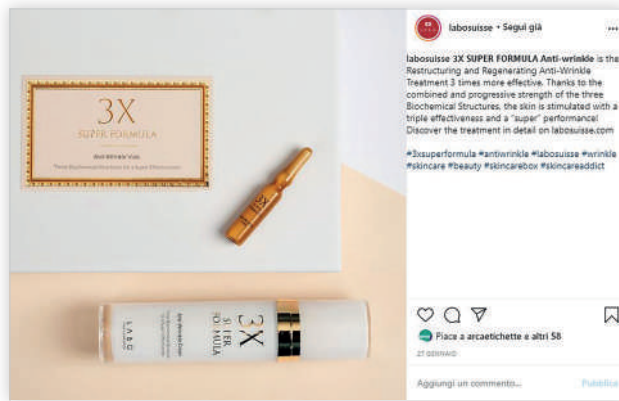 3X
SUPER FORMULA
3X
SUPER
FORMULA
LABO
labosuisse • Segui già
labosuisse 3X SUPER FORMULA Anti-wrinkle is the
Restructuring and Regenerating Anti-Wrinkle
Treatment 3 times more effective. Thanks to the
combined and progressive strength of the three
Biochemical Structures, the skin is stimulated with a
triple effectiveness and a "super" performance!
Discover the treatment in detail on labosuisse.com
#3xsuperformula #antiwrinkle #labosuisse #wrinkle
#skincare #beauty #skincarebox #skincareaddict
Piace a arcaetichette e altri 58
27 GENNAIO
Aggiungi un commento...
Pubblica